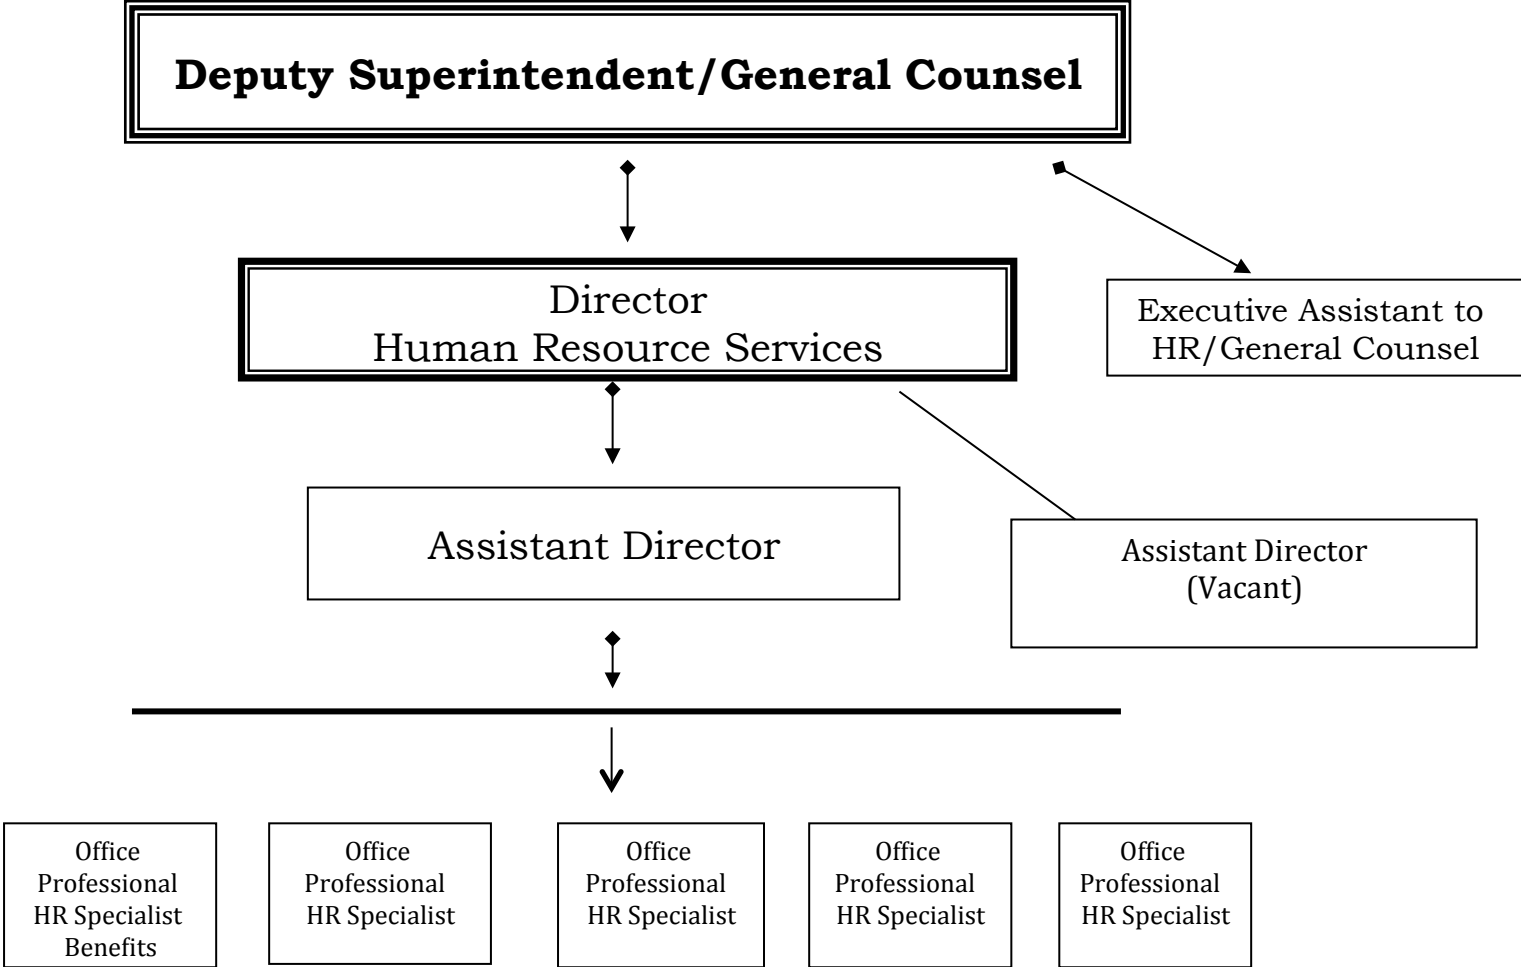 Deputy Superintendent/General Counsel
Director
Human Resource Services
Executive Assistant to
HR/General Counsel
Assistant Director
Assistant Director
(Vacant)
Office
Professional
HR Specialist
Benefits
Office
Professional
HR Specialist
Office
Professional
HR Specialist
Office
Professional
HR Specialist
Office
Professional
HR Specialist